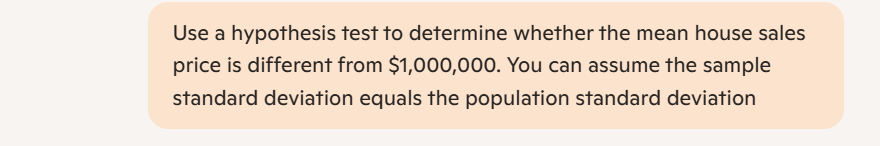 Use a hypothesis test to determine whether the mean house sales
price is different from $1,000,000. You can assume the sample
standard deviation equals the population standard deviation